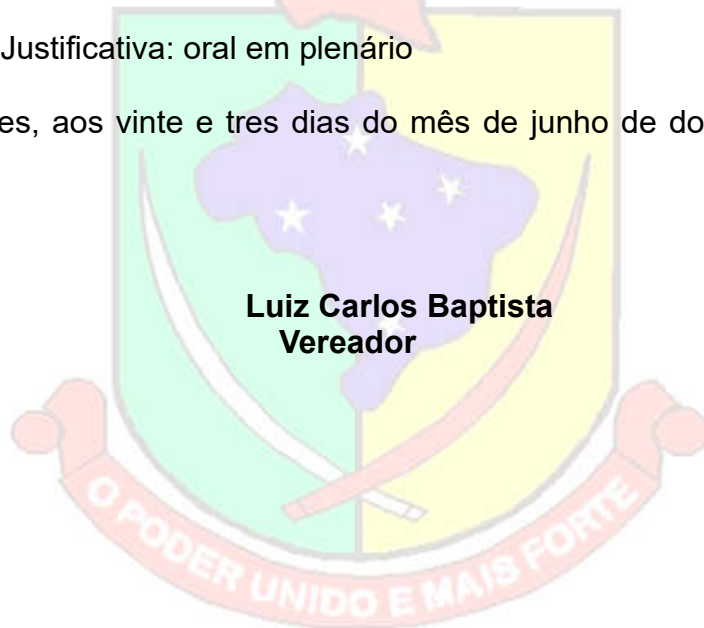 Justificativa: oral em plenário
es, aos vinte e tres dias do mês de junho de do
Luiz Carlos Baptista
Vereador
O PODER UNIDO E MAIS FORTE